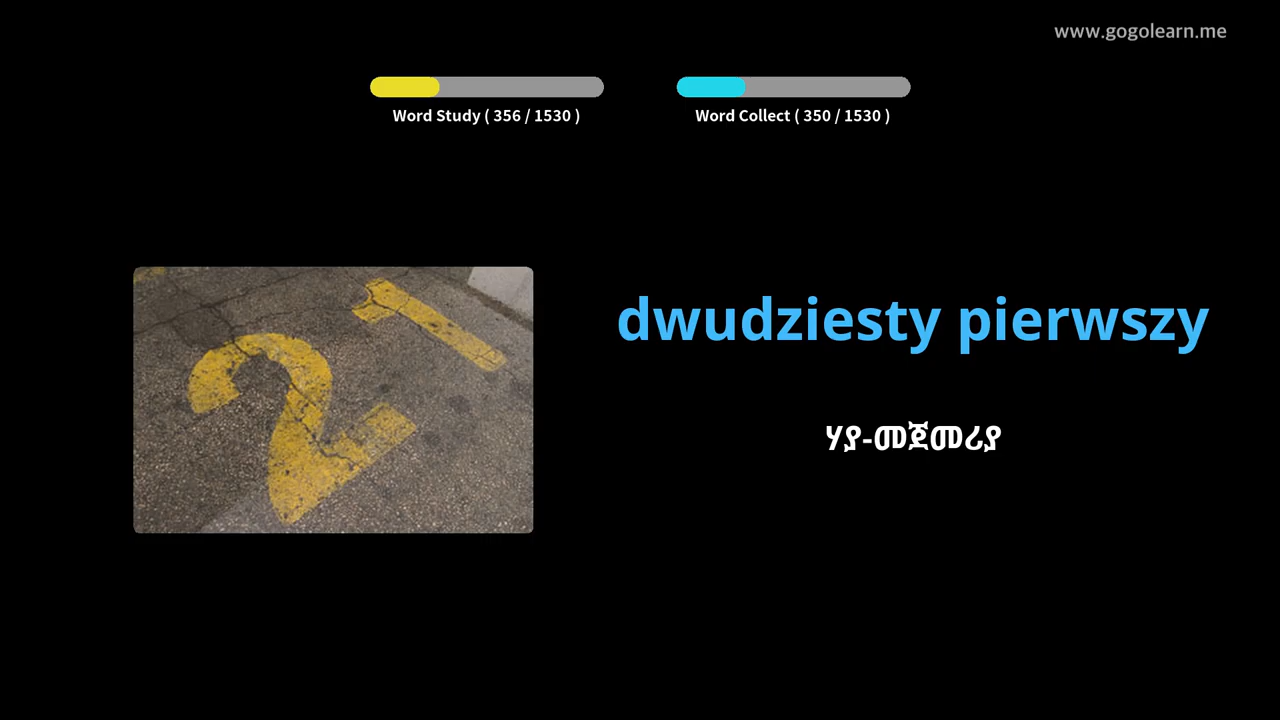 www.gogolearn.me
Word Study ( 356 / 1530 )
Word Collect ( 350 / 1530 )
21
dwudziesty pierwszy
ሃያ-መጀመሪያ